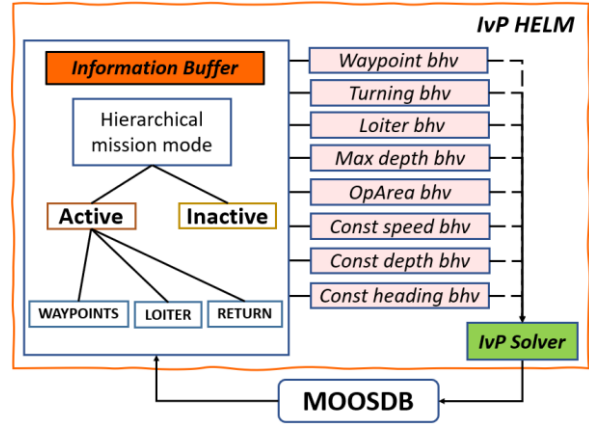 IvP HELM
Information Buffer
Hierarchical
mission mode
Active
Inactive
WAYPOINTS
LOITER
RETURN
Waypoint bhv
Turning bhv
Loiter bhv
Max depth bhv
OpArea bhv
Const speed bhv
Const depth bhv
Const heading bhv
IvP Solver
MOOSDB